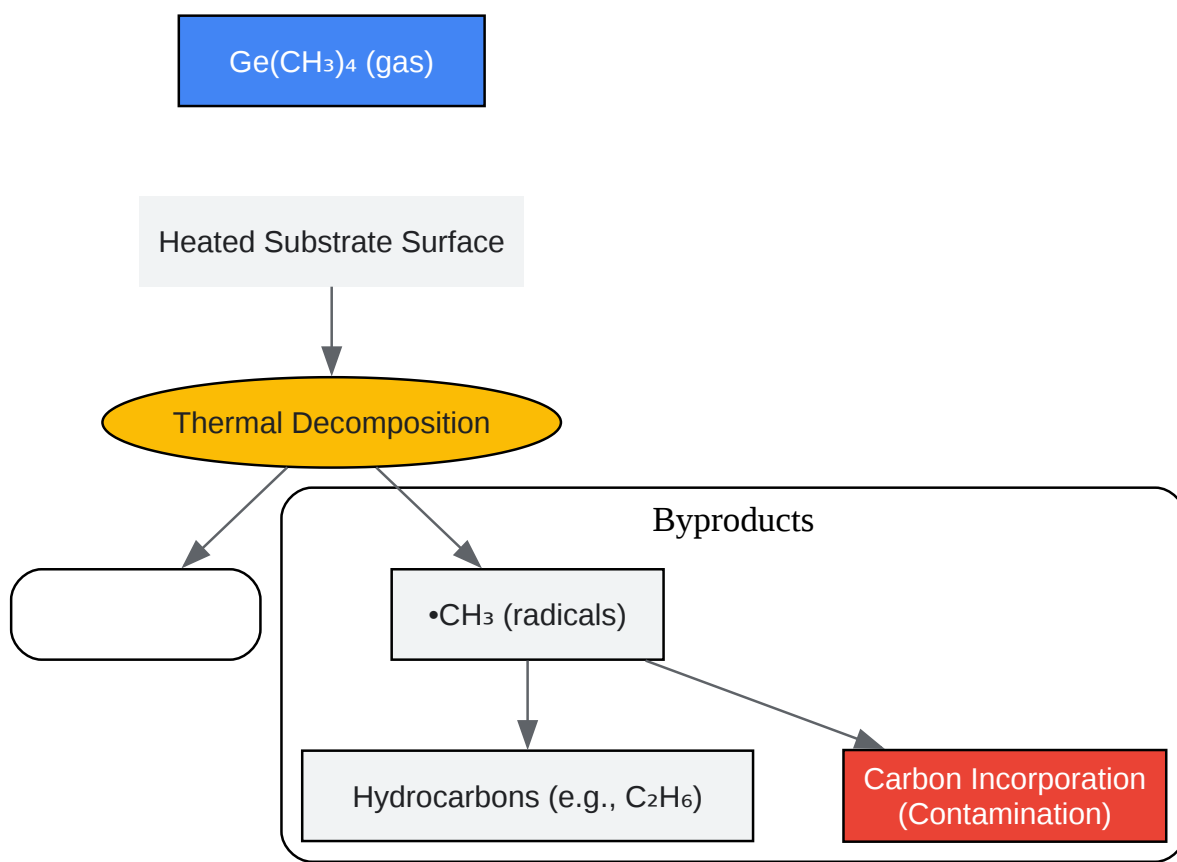 Ge(CH₃)₄ (gas)
Heated Substrate Surface
Thermal Decomposition
Byproducts
•CH₃ (radicals)
Hydrocarbons (e.g., C₂H₆)
Carbon Incorporation
(Contamination)